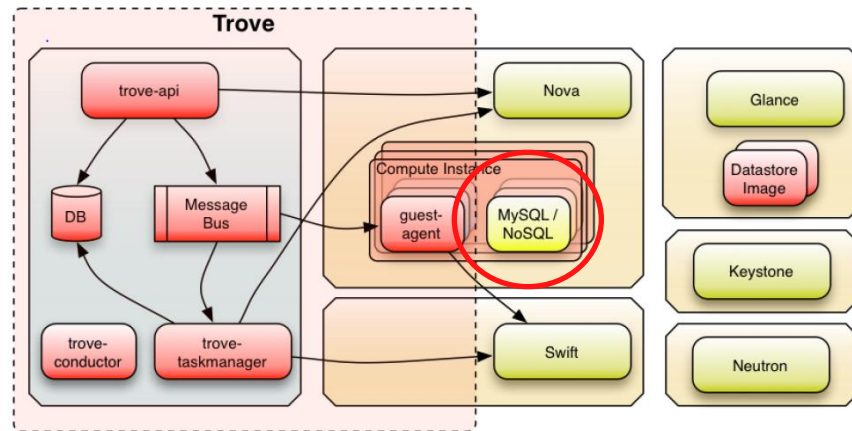 Trove
trove-api
Nova
Glance
Compute Instance
Datastore
Image
DB
Message
Bus
guest-
agent
MySQL /
NoSQL
Keystone
trove-
conductor
trove-
taskmanager
Swift
Neutron